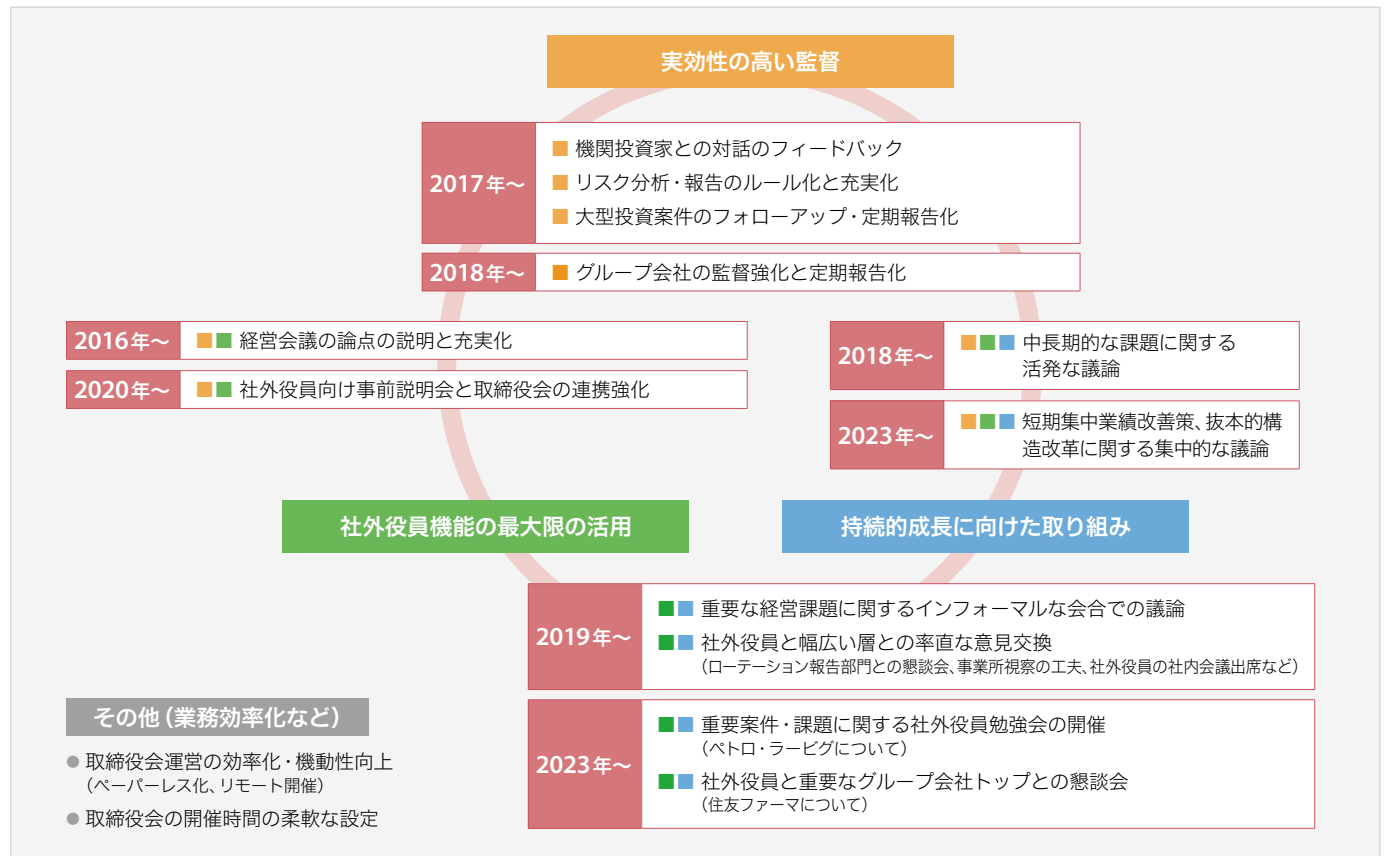 実効性の高い監督
2017年～
■ 機関投資家との対話のフィードバック
■ リスク分析・報告のルール化と充実化
■ 大型投資案件のフォローアップ・定期報告化
2018年～
■ グループ会社の監督強化と定期報告化
2016年～
■■ 経営会議の論点の説明と充実化
2020年～
■■ 社外役員向け事前説明会と取締役会の連携強化
2018年～
■■■ 中長期的な課題に関する
活発な議論
2023年～
■■■ 短期集中業績改善策、抜本的構
造改革に関する集中的な議論
社外役員機能の最大限の活用
持続的成長に向けた取り組み
2019年～
■■ 重要な経営課題に関するインフォーマルな会合での議論
■■ 社外役員と幅広い層との率直な意見交換
（ローテーション報告部門との懇談会、事業所視察の工夫、社外役員の社内会議出席など）
2023年～
■■ 重要案件・課題に関する社外役員勉強会の開催
（ペトロ・ラービグについて）
■■ 社外役員と重要なグループ会社トップとの懇談会
（住友ファーマについて）
その他（業務効率化など）
● 取締役会運営の効率化・機動性向上
（ペーパーレス化、リモート開催）
● 取締役会の開催時間の柔軟な設定